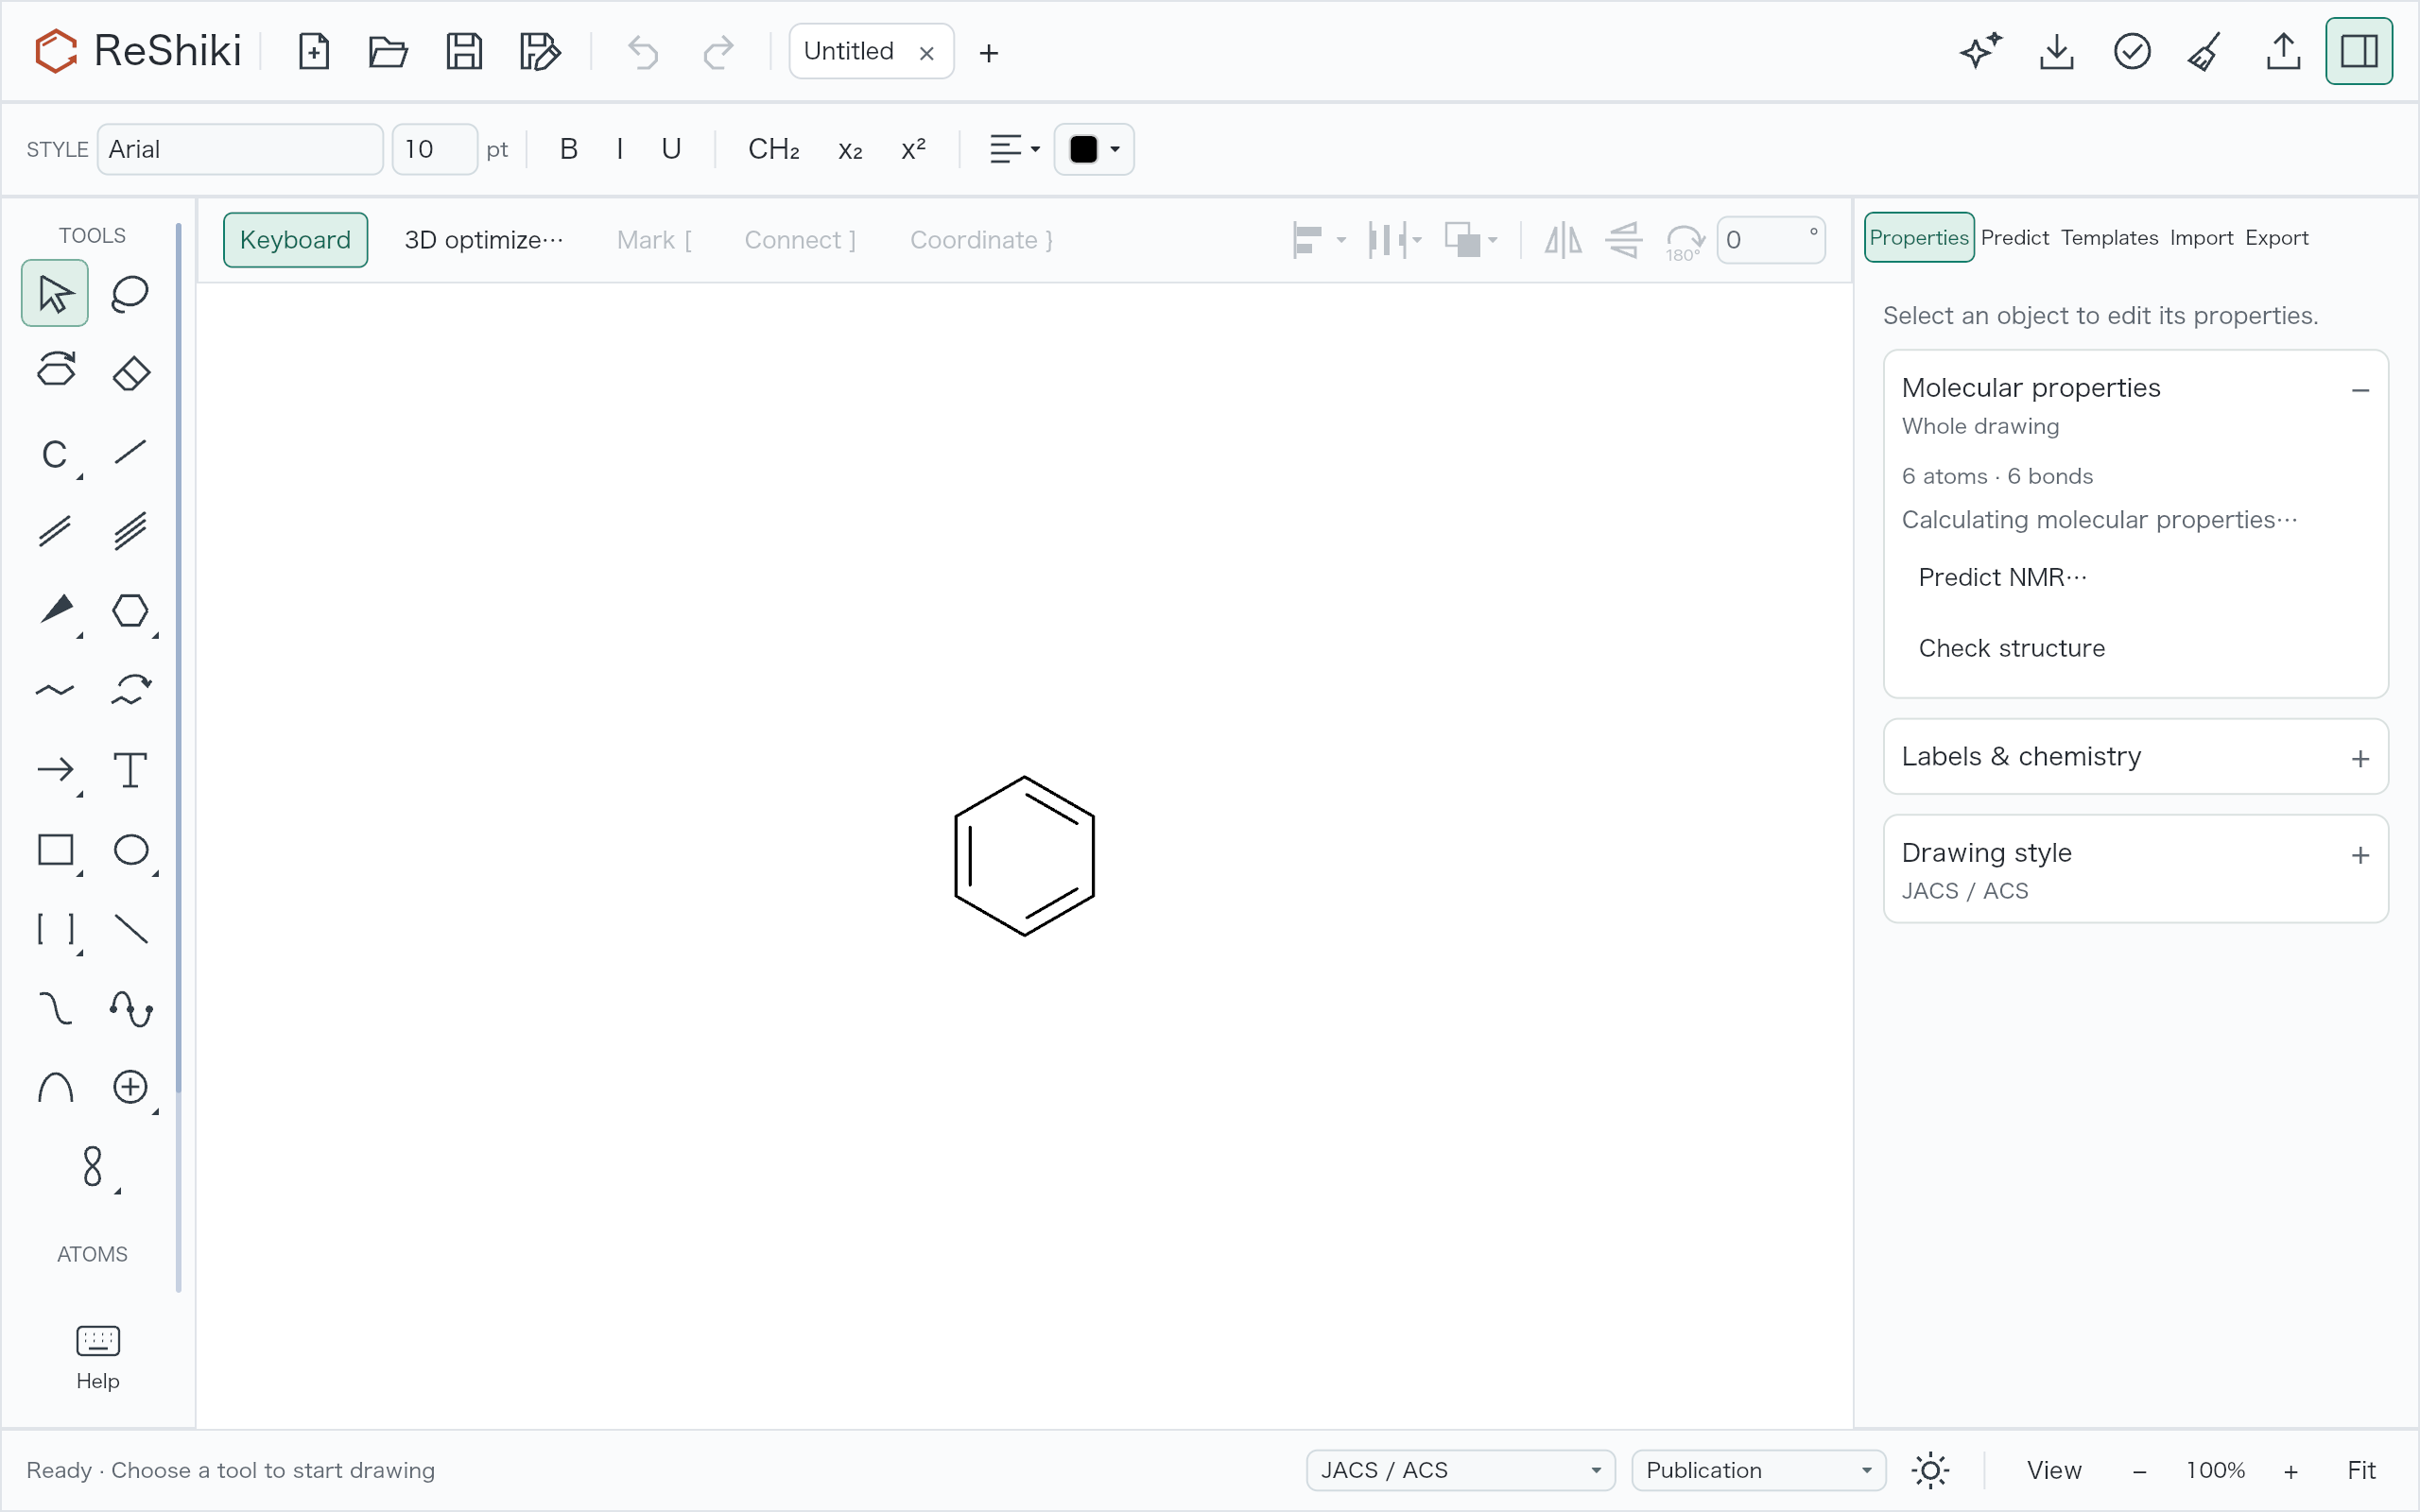 ReShiki
Untitled × +
STYLE Arial 10 pt B I U CH₂ x₂ x²
TOOLS
Keyboard 3D optimize··· Mark [ Connect ] Coordinate }
180°
0 °
Properties Predict Templates Import Export
Select an object to edit its properties.
Molecular properties −
Whole drawing
6 atoms · 6 bonds
Calculating molecular properties···
Predict NMR···
Check structure
Labels & chemistry +
Drawing style +
JACS / ACS
C
T
[ ]
ATOMS
Help
Ready · Choose a tool to start drawing
JACS / ACS Publication View − 100% + Fit